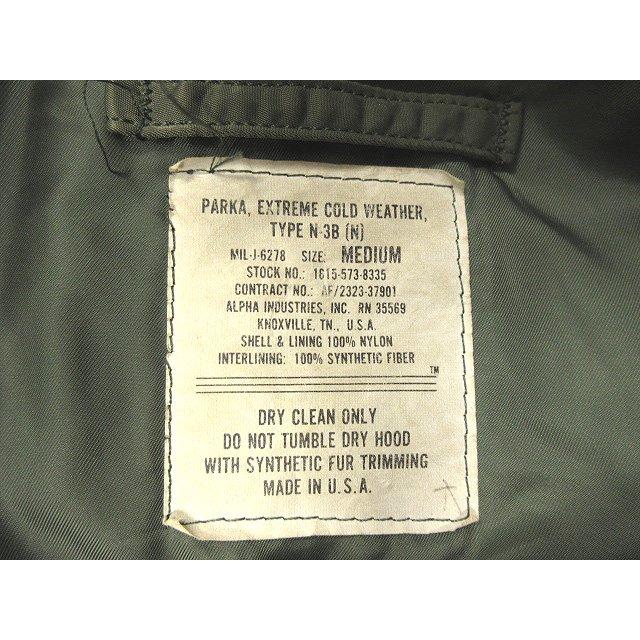 PARKA, EXTREME COLD WEATHER,
TYPE N-3B (N)
MIL-J-6278 SIZE: MEDIUM
STOCK NO.: 1615-573-8335
CONTRACT NO.: AF/2323-37901
ALPHA INDUSTRIES, INC. RN 35569
KNOXVILLE, TN., U.S.A.
SHELL & LINING 100% NYLON
INTERLINING: 100% SYNTHETIC FIBER
TM
DRY CLEAN ONLY
DO NOT TUMBLE DRY HOOD
WITH SYNTHETIC FUR TRIMMING
MADE IN U.S.A.